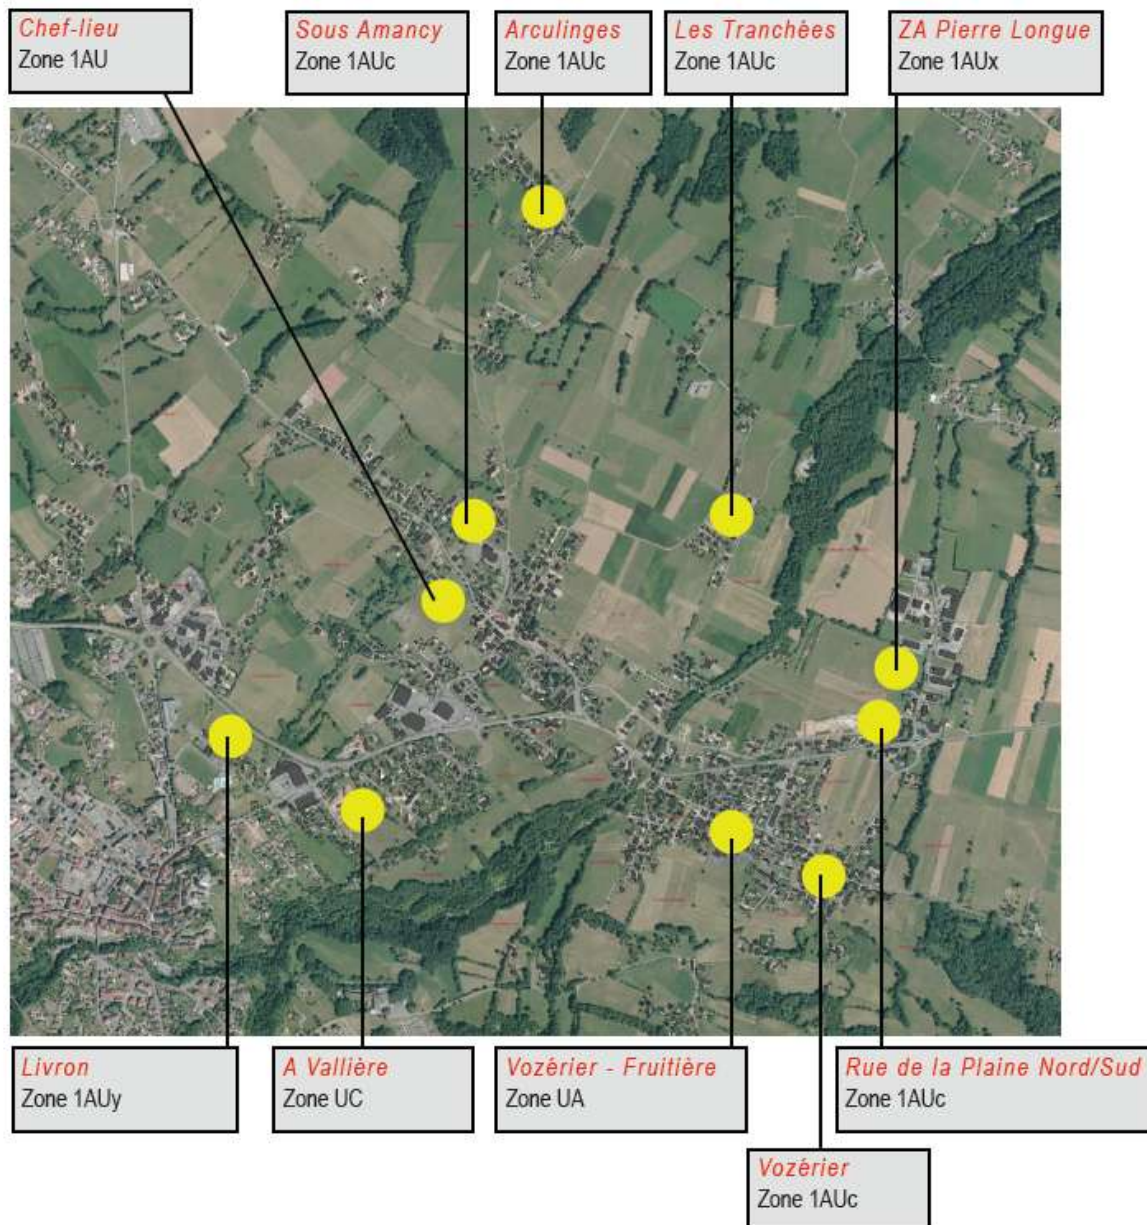 Chef-lieu
Zone 1AU
Sous Amancy
Zone 1AUc
Arculinges
Zone 1AUc
Les Tranchées
Zone 1AUc
ZA Pierre Longue
Zone 1AUx
Livron
Zone 1AUy
A Vallière
Zone UC
Vozérier - Fruitière
Zone UA
Rue de la Plaine Nord/Sud
Zone 1AUc
Vozérier
Zone 1AUc